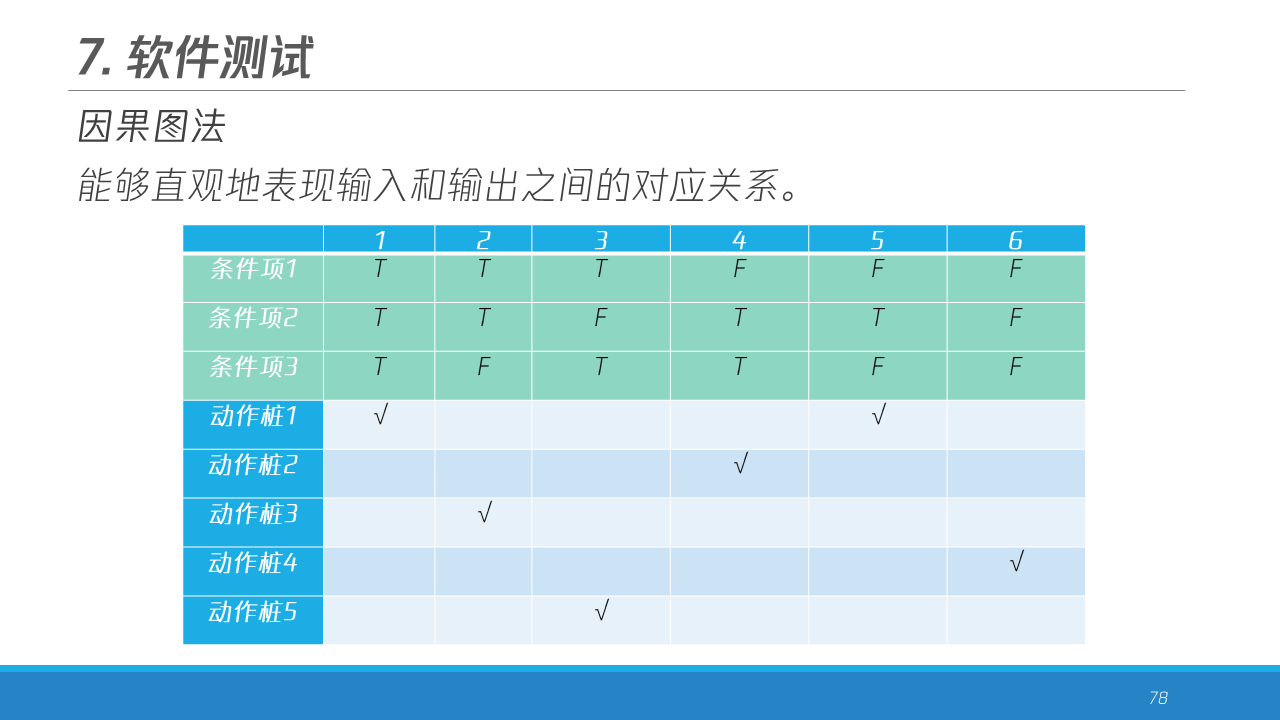 7. 软件测试
因果图法
能够直观地表现输入和输出之间的对应关系。
1 2 3 4 5 6
条件项1 T T T F F F
条件项2 T T F T T F
条件项3 T F T T F F
动作桩1 √ √
动作桩2 √
动作桩3 √
动作桩4 √
动作桩5 √
78